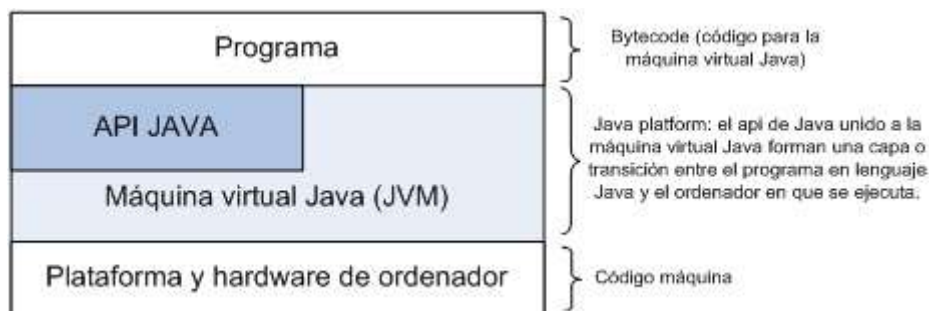 Programa
Bytecode (código para la
máquina virtual Java)
API JAVA
Máquina virtual Java (JVM)
Java platform: el api de Java unido a la
máquina virtual Java forman una capa o
transición entre el programa en lenguaje
Java y el ordenador en que se ejecuta.
Plataforma y hardware de ordenador
Código máquina